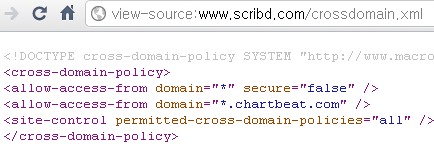 view-source:www.scribd.com/crossdomain.xml
<!DOCTYPE cross-domain-policy SYSTEM "http://www.macro
<cross-domain-policy>
<allow-access-from domain="*" secure="false" />
<allow-access-from domain="*.chartbeat.com" />
<site-control permitted-cross-domain-policies="all" />
</cross-domain-policy>